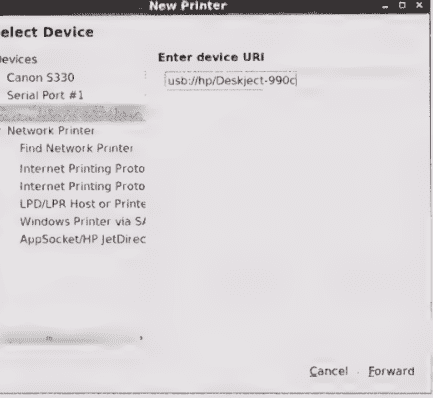 New Printer
elect Device
evices
Canon S330
Serial Port #1
Network Printer
Find Network Printer
Internet Printing Proto
Internet Printing Proto
LPD/LPR Host or Printe
Windows Printer via SA
AppSocket/HP JetDirec
Enter device URI
usb://hp/Deskject-990c
Cancel
Forward